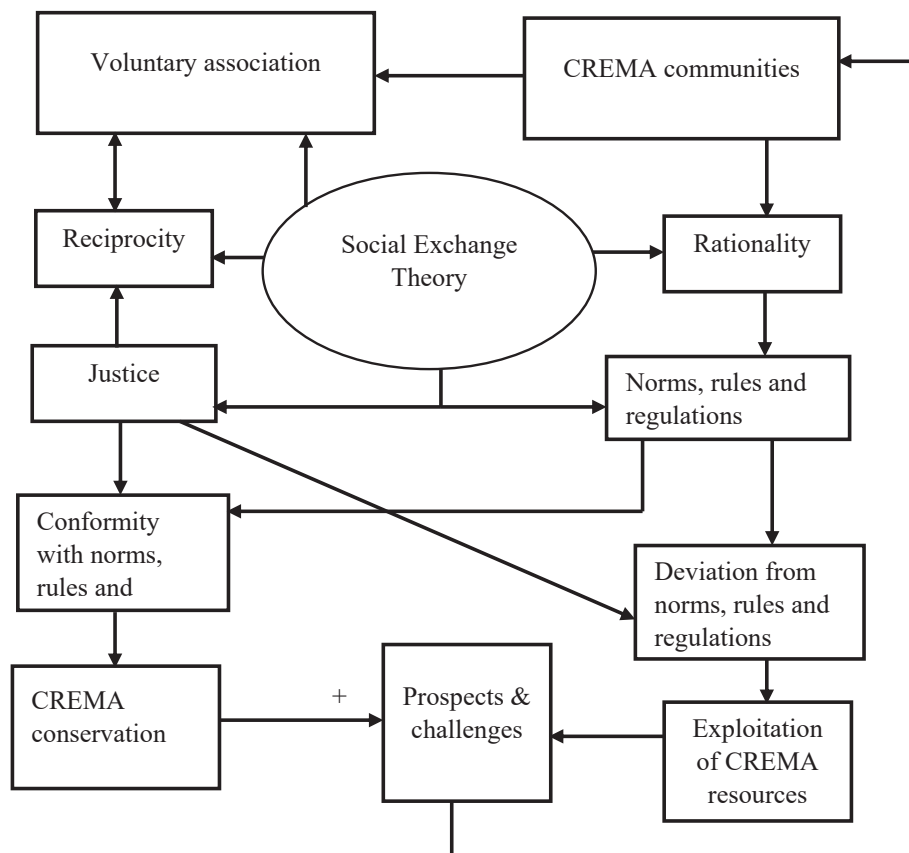 Voluntary association
CREMA communities
Reciprocity
Social Exchange
Theory
Rationality
Justice
Norms, rules and
regulations
Conformity
with norms,
rules and
Deviation from
norms, rules and
regulations
CREMA
conservation
+
Prospects &
challenges
Exploitation
of CREMA
resources